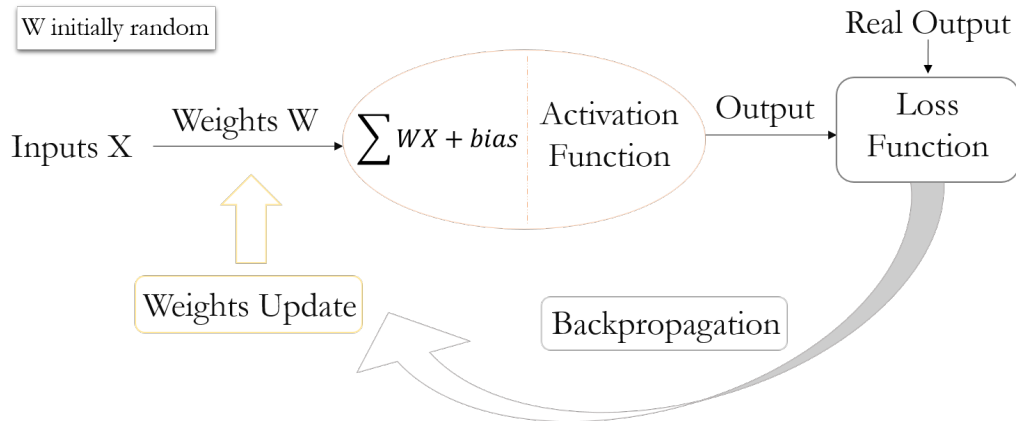 W initially random
Real Output
Inputs X
Weights W
∑ WX + bias
Activation
Function
Output
Loss
Function
Weights Update
Backpropagation